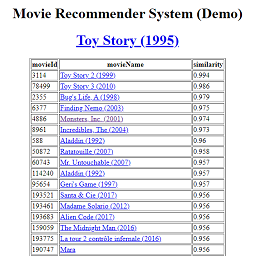 Movie Recommender System (Demo)
Toy Story (1995)
movieId movieName similarity
3114 Toy Story 2 (1999) 0.994
78499 Toy Story 3 (2010) 0.986
2355 Bug's Life, A (1998) 0.979
6377 Finding Nemo (2003) 0.975
4886 Monsters, Inc. (2001) 0.974
8961 Incredibles, The (2004) 0.973
588 Aladdin (1992) 0.96
50872 Ratatouille (2007) 0.958
60743 Mr. Untouchable (2007) 0.957
114240 Aladdin (1992) 0.957
95654 Geri's Game (1997) 0.957
193521 Santa & Cie (2017) 0.956
193461 Madame Solario (2012) 0.956
193683 Alien Code (2017) 0.956
159059 The Midnight Man (2016) 0.956
193775 La tour 2 contrôle infernale (2016) 0.956
190747 Mara 0.956